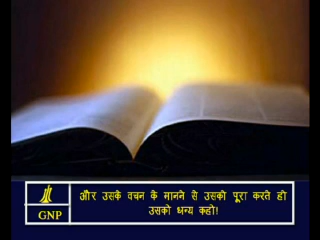 और उसके वचन के मानने से उसको पूरा करते हो
उसको धन्य कहो!
GNP